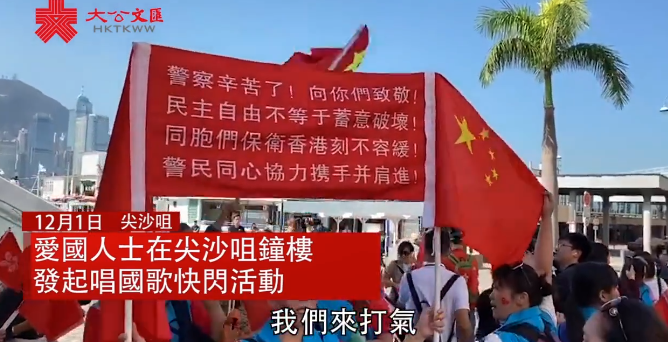 大公文匯
HKTKWW
警察辛苦了！向你們致敬！
民主自由不等于蓄意破壞！
同胞們保衛香港刻不容緩！
警民同心協力携手并肩進！
12月1日　尖沙咀
愛國人士在尖沙咀鐘樓
發起唱國歌快閃活動
我們來打氣